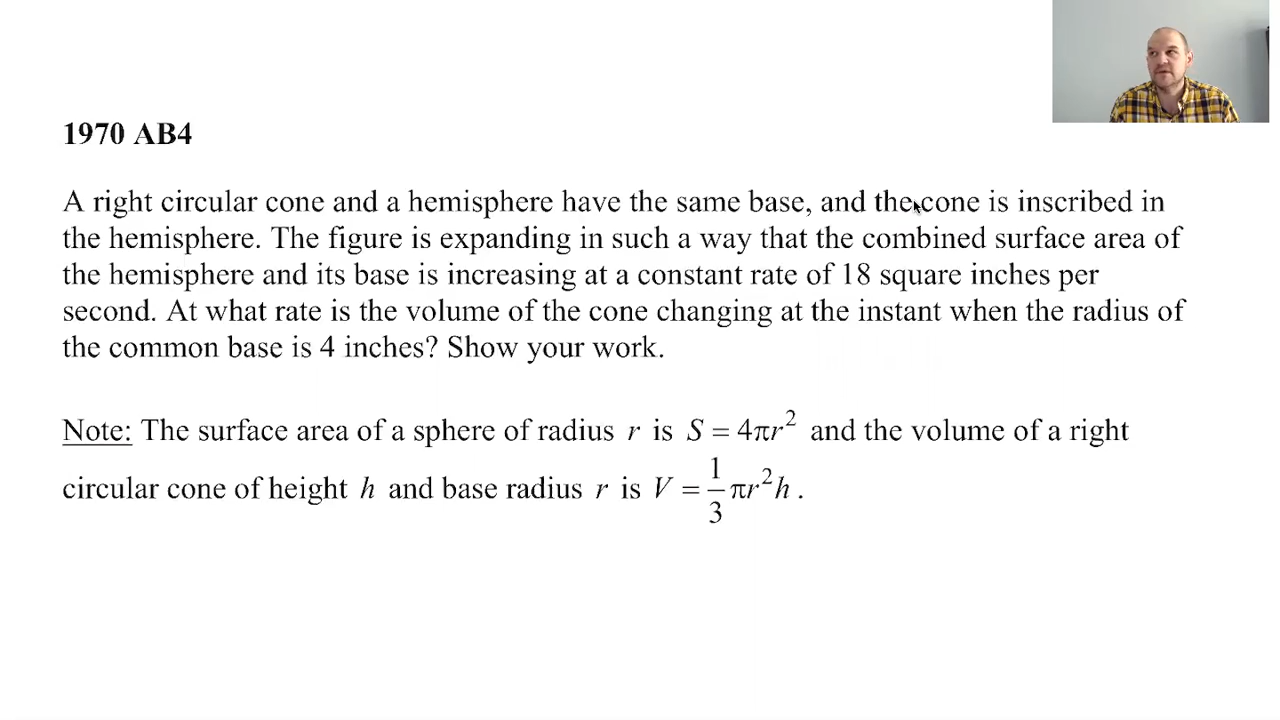 1970 AB4
A right circular cone and a hemisphere have the same base, and the cone is inscribed in
the hemisphere. The figure is expanding in such a way that the combined surface area of
the hemisphere and its base is increasing at a constant rate of 18 square inches per
second. At what rate is the volume of the cone changing at the instant when the radius of
the common base is 4 inches? Show your work.
Note: The surface area of a sphere of radius r is S = 4πr² and the volume of a right
circular cone of height h and base radius r is V = 1/3 πr²h .